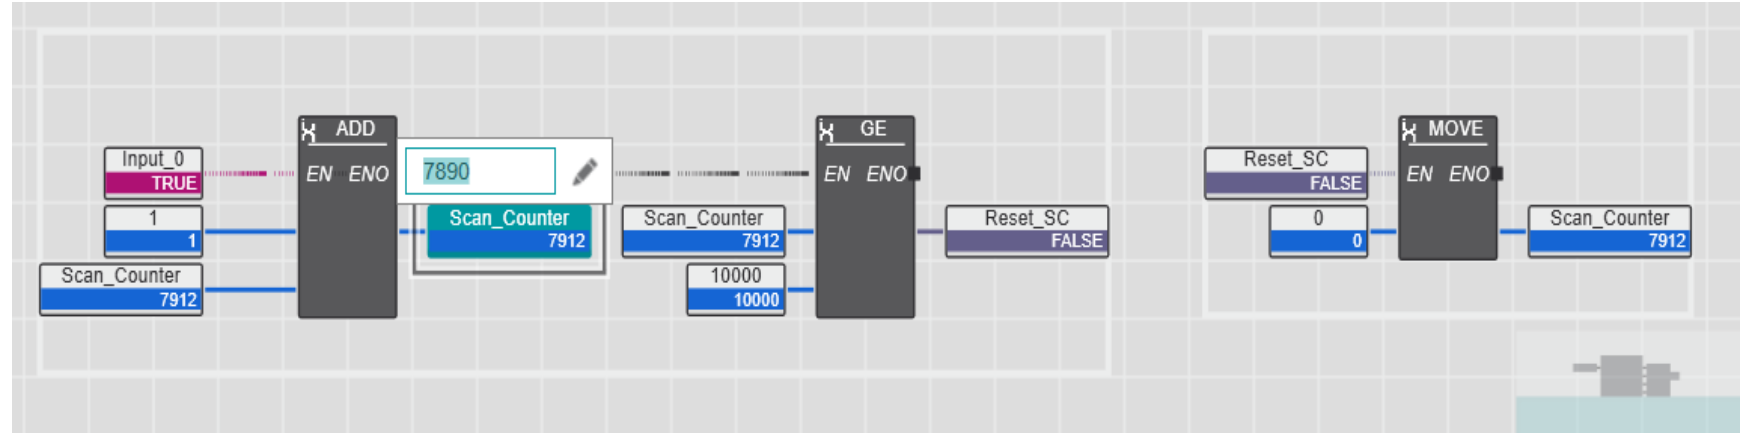 ADD
GE
MOVE
7890
Input_0
TRUE
EN ENO
EN ENO
Reset_SC
FALSE
EN ENO
1
1
Scan_Counter
7912
Scan_Counter
7912
Reset_SC
FALSE
0
0
Scan_Counter
7912
Scan_Counter
7912
10000
10000